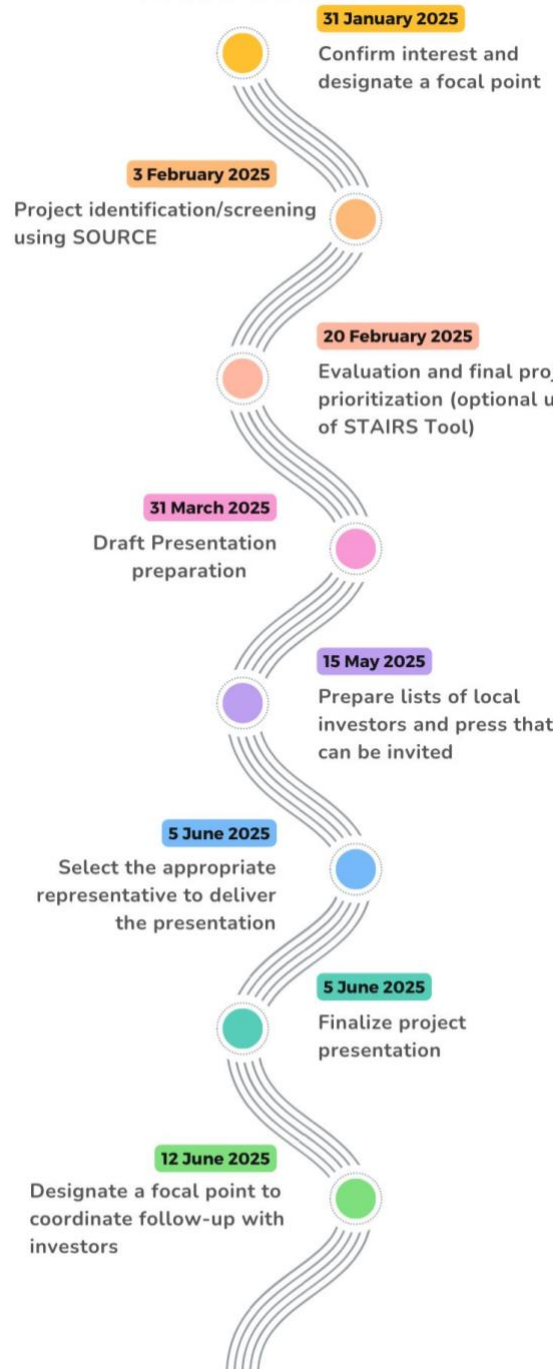 31 January 2025
Confirm interest and
designate a focal point
3 February 2025
Project identification/screening
using SOURCE
20 February 2025
Evaluation and final
prioritization (optional
of STAIRS Tool)
31 March 2025
Draft Presentation
preparation
15 May 2025
Prepare lists of local
investors and press that
can be invited
5 June 2025
Select the appropriate
representative to deliver
the presentation
5 June 2025
Finalize project
presentation
12 June 2025
Designate a focal point to
coordinate follow-up with
investors